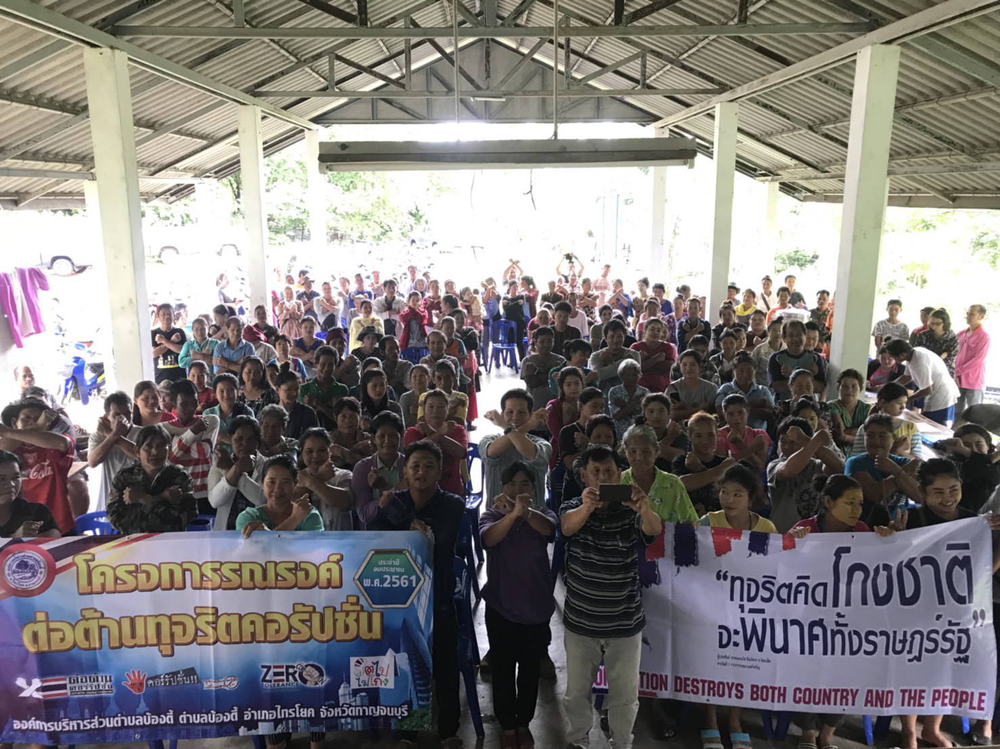 โครงการรณรงค์
ต่อต้านทุจริตคอรัปชั่น
ประจำปี
งบประมาณ
พ.ศ.2561
ต่อต้าน
คอร์รัปชั่น
คอร์รัปชั่น!!
ZERO
TOLERANCE
โตไป
ไม่โกง
องค์การบริหารส่วนตำบลบ้องตี้ ตำบลบ้องตี้ อำเภอไทรโยค จังหวัดกาญจนบุรี
Coca-Cola
“ทุจริตคิดโกงชาติ
จะพินาศทั้งราษฎร์รัฐ”
TION DESTROYS BOTH COUNTRY AND THE PEOPLE